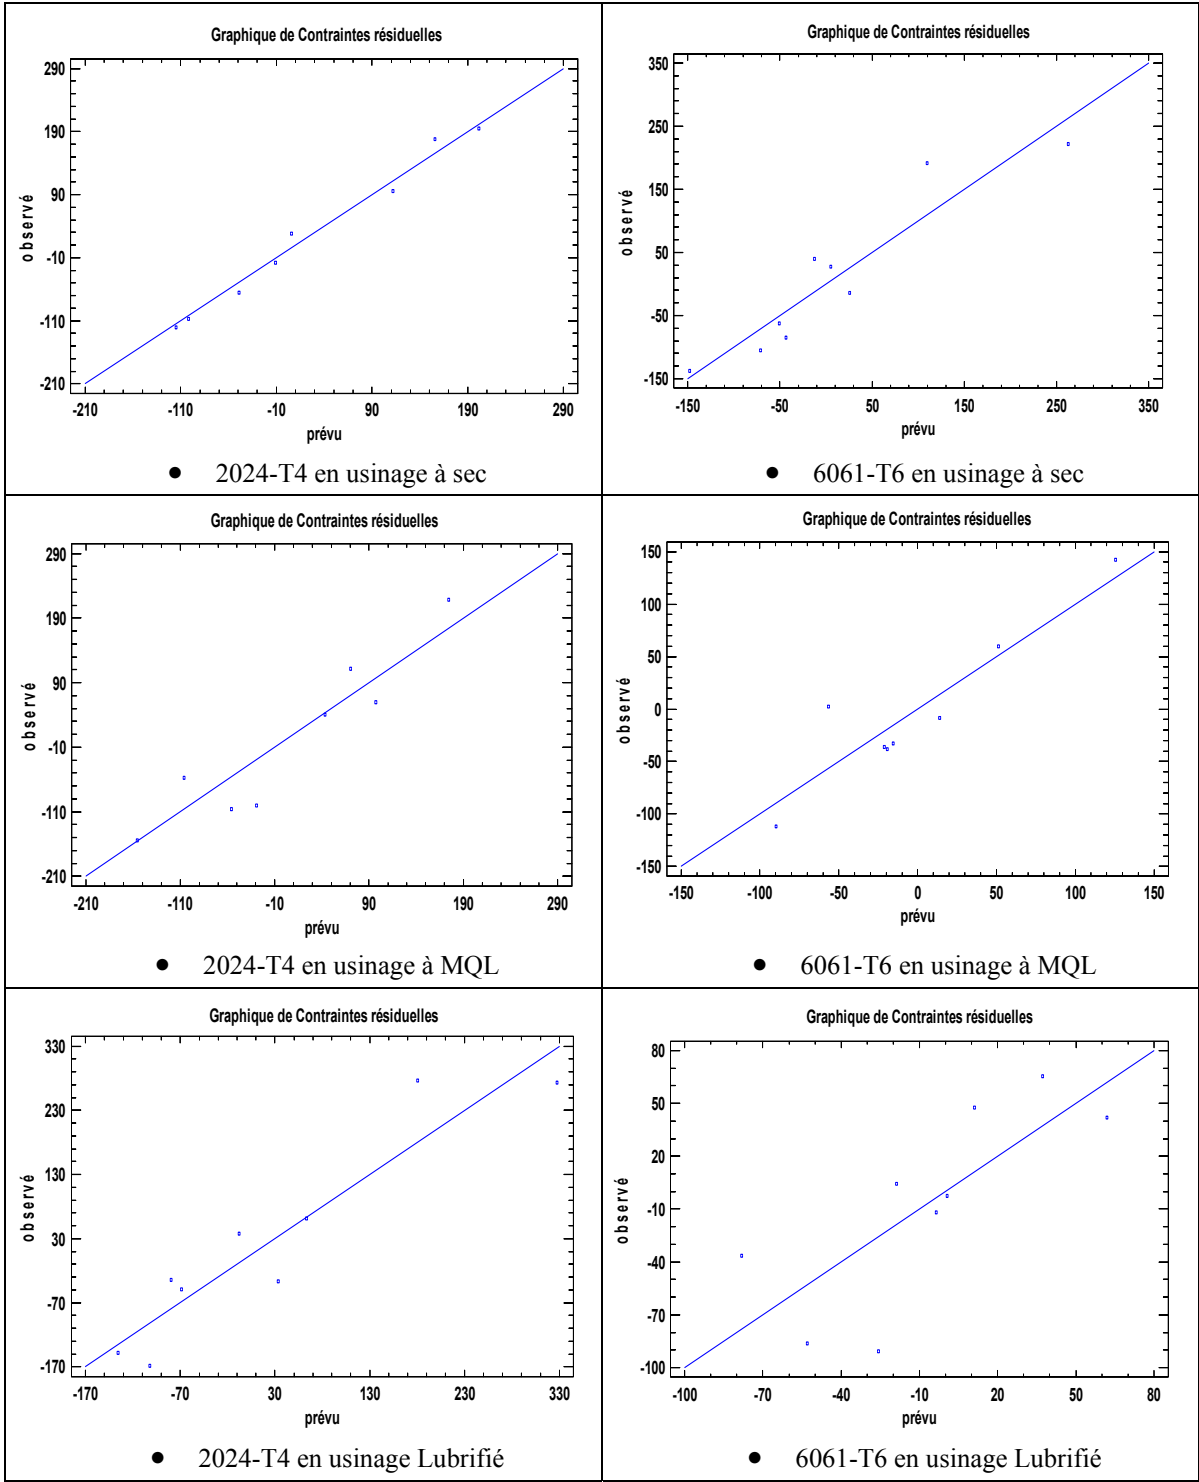 Graphique de Contraintes résiduelles
290
190
90
-10
-110
-210
observé
-210 -110 -10 90 190 290
prévu
● 2024-T4 en usinage à sec
Graphique de Contraintes résiduelles
350
250
150
50
-50
-150
observé
-150 -50 50 150 250 350
prévu
● 6061-T6 en usinage à sec
Graphique de Contraintes résiduelles
290
190
90
-10
-110
-210
observé
-210 -110 -10 90 190 290
prévu
● 2024-T4 en usinage à MQL
Graphique de Contraintes résiduelles
150
100
50
0
-50
-100
-150
observé
-150 -100 -50 0 50 100 150
prévu
● 6061-T6 en usinage à MQL
Graphique de Contraintes résiduelles
330
230
130
30
-70
-170
observé
-170 -70 30 130 230 330
prévu
● 2024-T4 en usinage Lubrifié
Graphique de Contraintes résiduelles
80
50
20
-10
-40
-70
-100
observé
-100 -70 -40 -10 20 50 80
prévu
● 6061-T6 en usinage Lubrifié